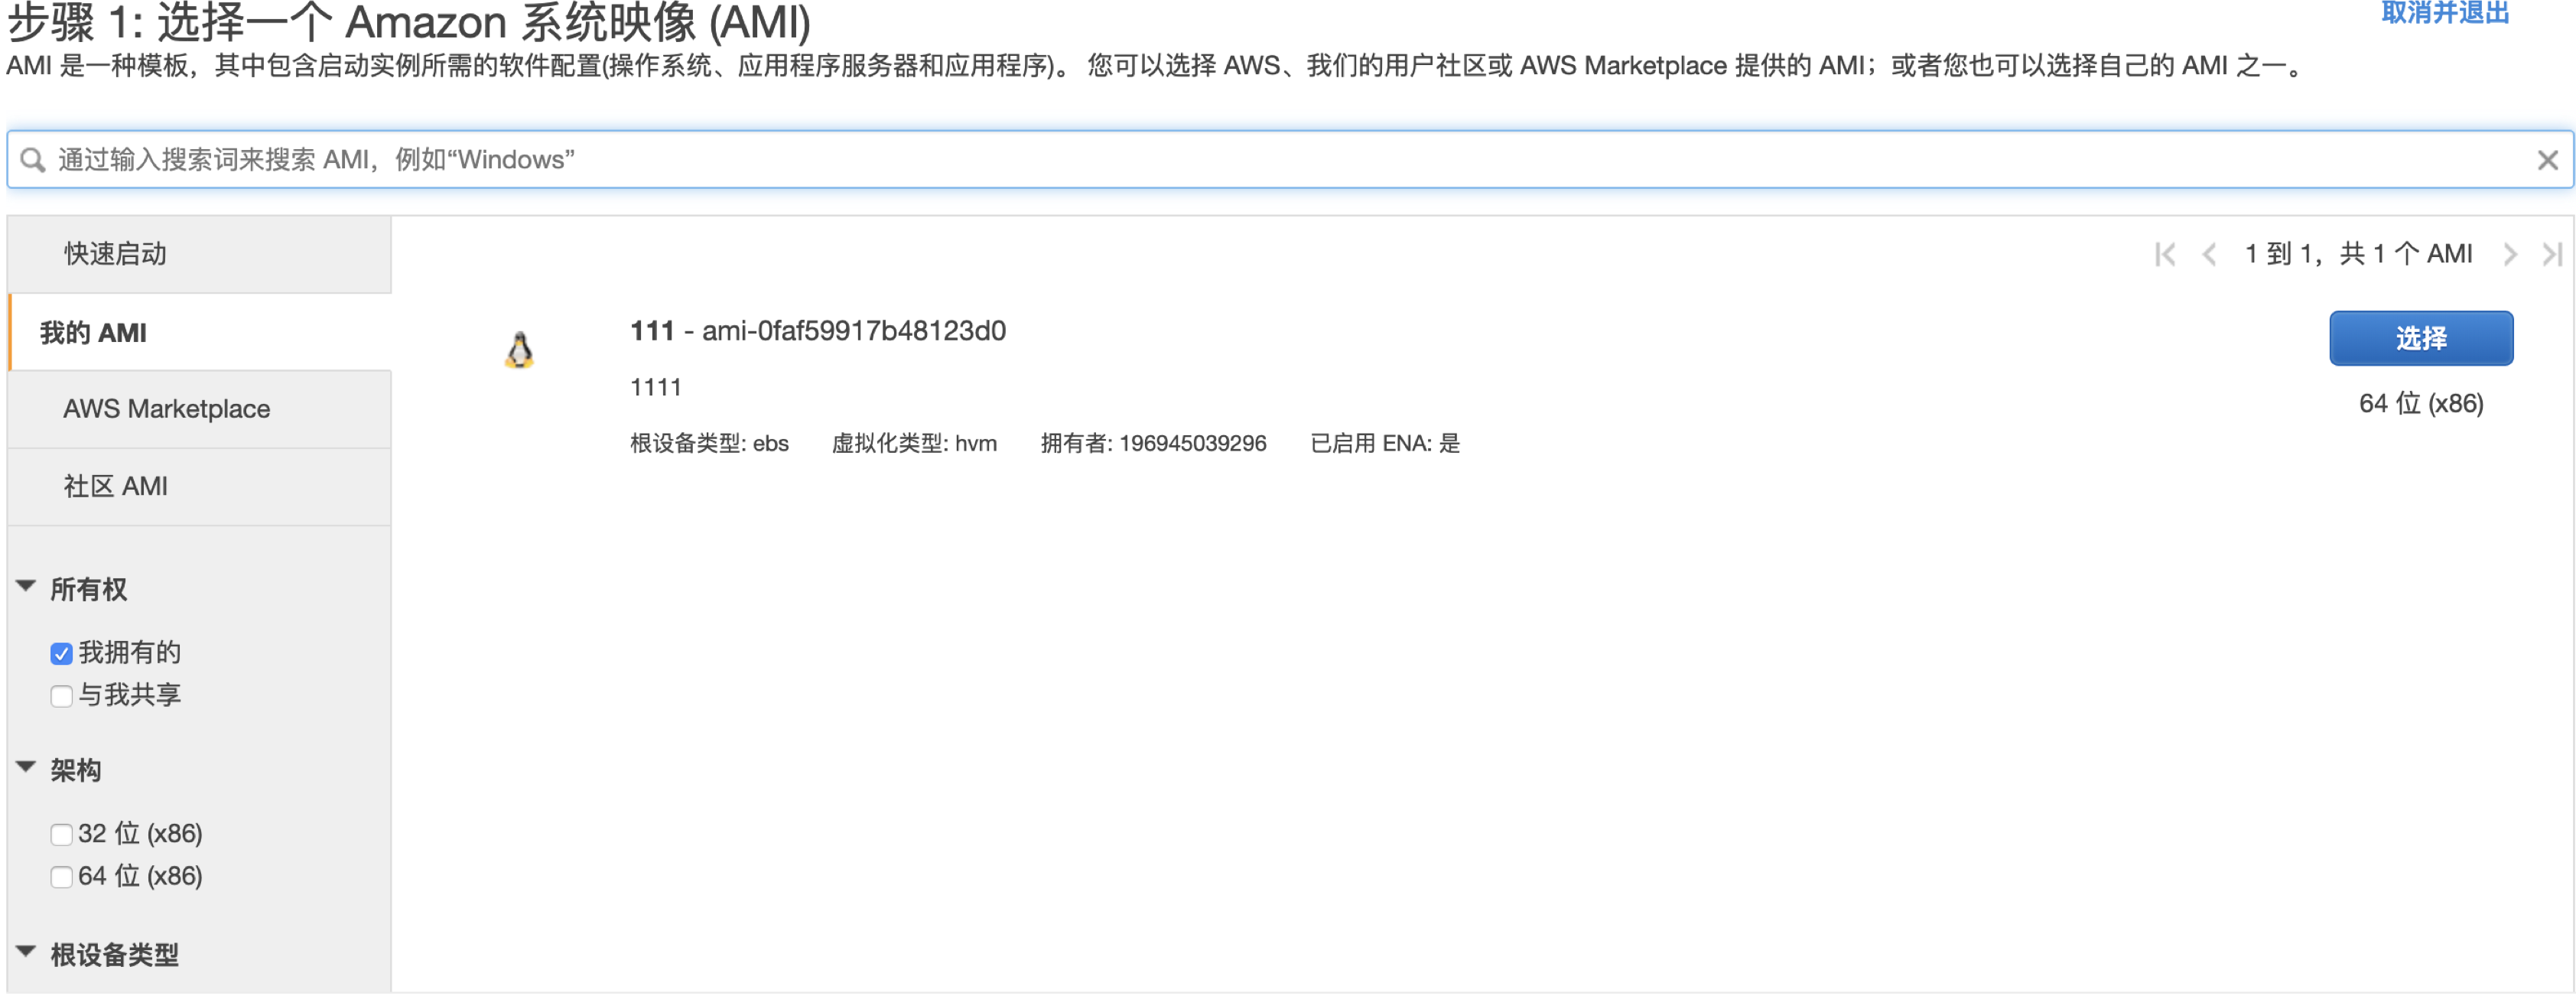 步骤 1: 选择一个 Amazon 系统映像 (AMI)
取消并退出
AMI 是一种模板，其中包含启动实例所需的软件配置(操作系统、应用程序服务器和应用程序)。 您可以选择 AWS、我们的用户社区或 AWS Marketplace 提供的 AMI；或者您也可以选择自己的 AMI 之一。
通过输入搜索词来搜索 AMI，例如“Windows”
快速启动
我的 AMI
AWS Marketplace
社区 AMI
所有权
我拥有的
与我共享
架构
32 位 (x86)
64 位 (x86)
根设备类型
1 到 1，共 1 个 AMI
111 - ami-0faf59917b48123d0
选择
1111
64 位 (x86)
根设备类型: ebs 虚拟化类型: hvm 拥有者: 196945039296 已启用 ENA: 是